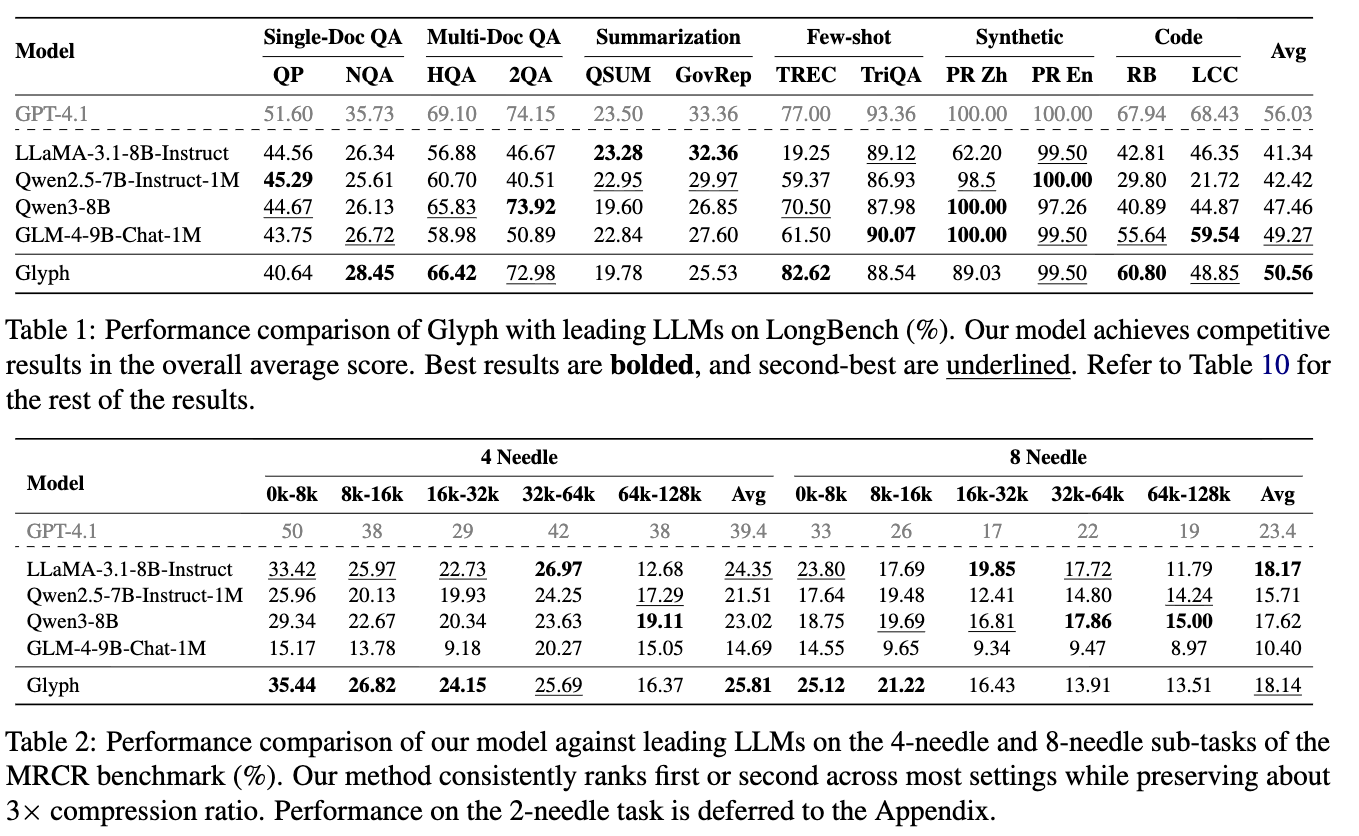 Model Single-Doc QA Multi-Doc QA Summarization Few-shot Synthetic Code Avg
QP NQA HQA 2QA QSUM GovRep TREC TriQA PR Zh PR En RB LCC
GPT-4.1 51.60 35.73 69.10 74.15 23.50 33.36 77.00 93.36 100.00 100.00 67.94 68.43 56.03
LLaMA-3.1-8B-Instruct 44.56 26.34 56.88 46.67 23.28 32.36 19.25 89.12 62.20 99.50 42.81 46.35 41.34
Qwen2.5-7B-Instruct-1M 45.29 25.61 60.70 40.51 22.95 29.97 59.37 86.93 98.5 100.00 29.80 21.72 42.42
Qwen3-8B 44.67 26.13 65.83 73.92 19.60 26.85 70.50 87.98 100.00 97.26 40.89 44.87 47.46
GLM-4-9B-Chat-1M 43.75 26.72 58.98 50.89 22.84 27.60 61.50 90.07 100.00 99.50 55.64 59.54 49.27
Glyph 40.64 28.45 66.42 72.98 19.78 25.53 82.62 88.54 89.03 99.50 60.80 48.85 50.56
Table 1: Performance comparison of Glyph with leading LLMs on LongBench (%). Our model achieves competitive
results in the overall average score. Best results are bolded, and second-best are underlined. Refer to Table 10 for
the rest of the results.
Model 4 Needle 8 Needle
0k-8k 8k-16k 16k-32k 32k-64k 64k-128k Avg 0k-8k 8k-16k 16k-32k 32k-64k 64k-128k Avg
GPT-4.1 50 38 29 42 38 39.4 33 26 17 22 19 23.4
LLaMA-3.1-8B-Instruct 33.42 25.97 22.73 26.97 12.68 24.35 23.80 17.69 19.85 17.72 11.79 18.17
Qwen2.5-7B-Instruct-1M 25.96 20.13 19.93 24.25 17.29 21.51 17.64 19.48 12.41 14.80 14.24 15.71
Qwen3-8B 29.34 22.67 20.34 23.63 19.11 23.02 18.75 19.69 16.81 17.86 15.00 17.62
GLM-4-9B-Chat-1M 15.17 13.78 9.18 20.27 15.05 14.69 14.55 9.65 9.34 9.47 8.97 10.40
Glyph 35.44 26.82 24.15 25.69 16.37 25.81 25.12 21.22 16.43 13.91 13.51 18.14
Table 2: Performance comparison of our model against leading LLMs on the 4-needle and 8-needle sub-tasks of the
MRCR benchmark (%). Our method consistently ranks first or second across most settings while preserving about
3× compression ratio. Performance on the 2-needle task is deferred to the Appendix.